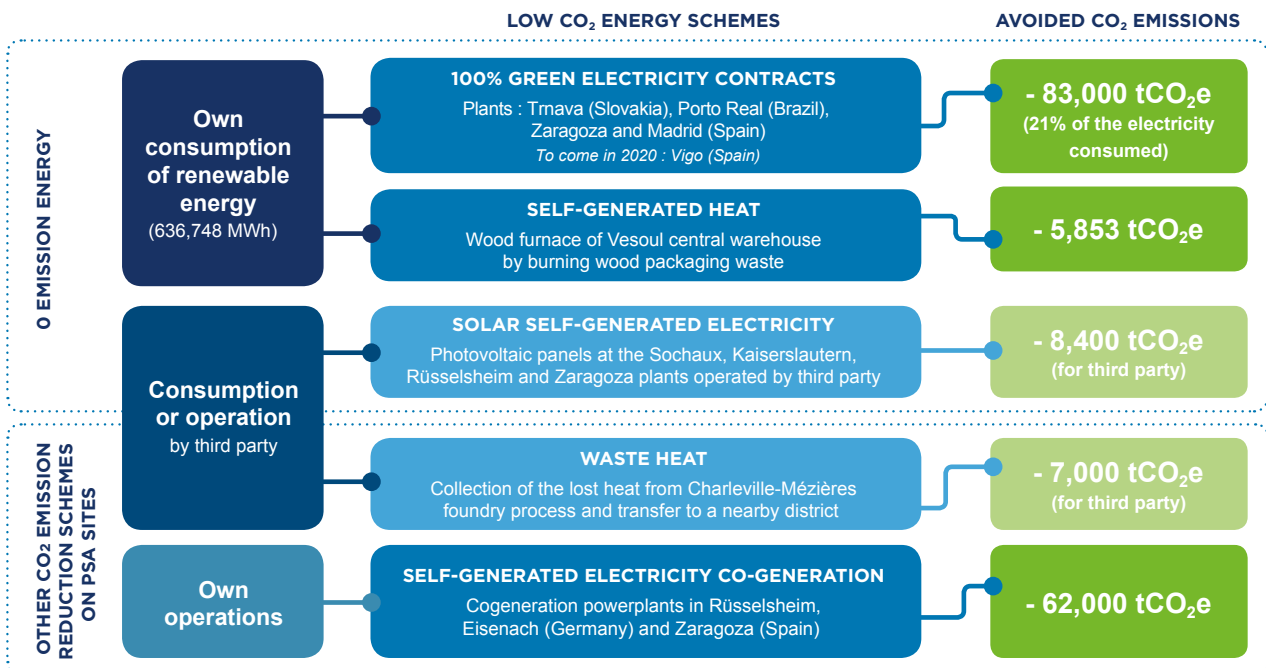 LOW CO₂ ENERGY SCHEMES
AVOIDED CO₂ EMISSIONS
0 EMISSION ENERGY
Own
consumption
of renewable
energy
(636,748 MWh)
100% GREEN ELECTRICITY CONTRACTS
Plants : Trnava (Slovakia), Porto Real (Brazil),
Zaragoza and Madrid (Spain)
To come in 2020 : Vigo (Spain)
- 83,000 tCO₂e
(21% of the electricity
consumed)
SELF-GENERATED HEAT
Wood furnace of Vesoul central warehouse
by burning wood packaging waste
- 5,853 tCO₂e
Consumption
or operation
by third party
SOLAR SELF-GENERATED ELECTRICITY
Photovoltaic panels at the Sochaux, Kaiserslautern,
Rüsselsheim and Zaragoza plants operated by third party
- 8,400 tCO₂e
(for third party)
OTHER CO2 EMISSION
REDUCTION SCHEMES
ON PSA SITES
WASTE HEAT
Collection of the lost heat from Charleville-Mézières
foundry process and transfer to a nearby district
- 7,000 tCO₂e
(for third party)
Own
operations
SELF-GENERATED ELECTRICITY CO-GENERATION
Cogeneration powerplants in Rüsselsheim,
Eisenach (Germany) and Zaragoza (Spain)
- 62,000 tCO₂e